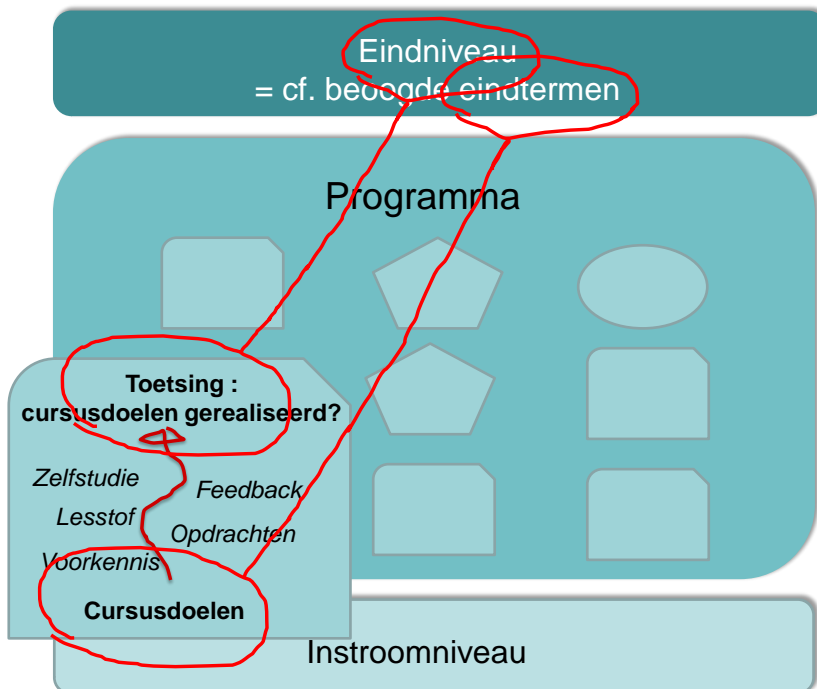 Eindniveau
= cf. beoogde eindtermen
Programma
Toetsing :
cursusdoelen gerealiseerd?
Zelfstudie
Feedback
Lesstof
Opdrachten
Voorkennis
Cursusdoelen
Instroomniveau